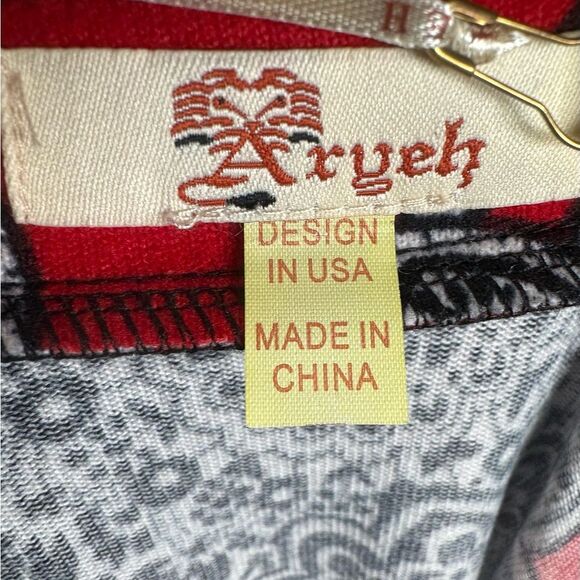 Aryeh
DESIGN
IN USA
MADE IN
CHINA